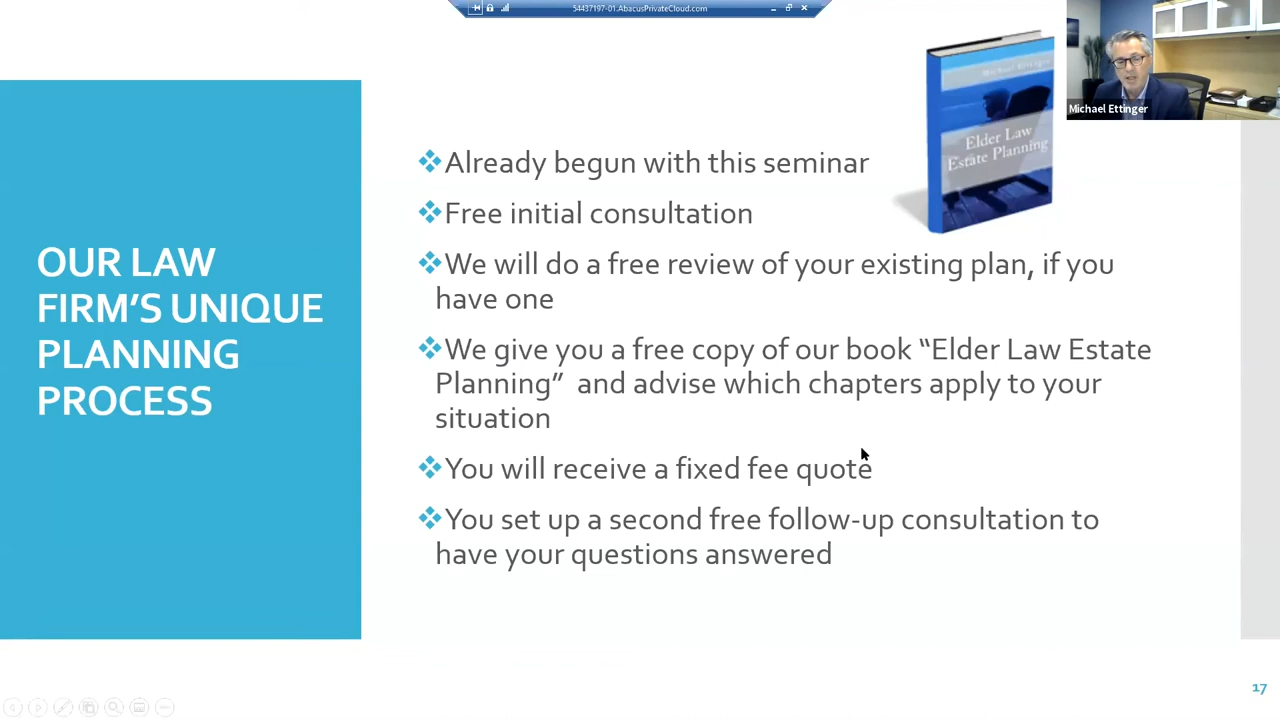 54437197-01.AbacusPrivateCloud.com
Michael Ettinger
Elder Law
Estate Planning
Michael Ettinger
OUR LAW
FIRM’S UNIQUE
PLANNING
PROCESS
Already begun with this seminar
Free initial consultation
We will do a free review of your existing plan, if you
have one
We give you a free copy of our book “Elder Law Estate
Planning”  and advise which chapters apply to your
situation
You will receive a fixed fee quote
You set up a second free follow-up consultation to
have your questions answered
17